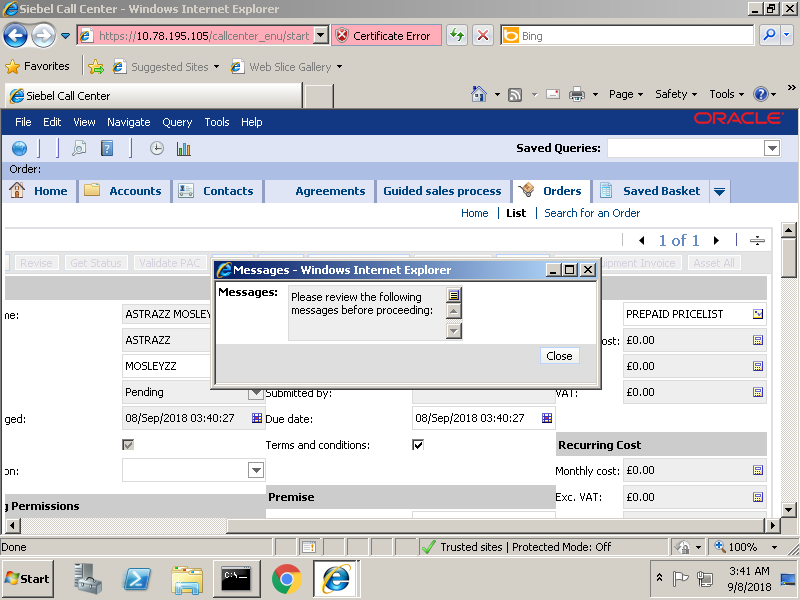 Siebel Call Center - Windows Internet Explorer
https://10.78.195.105/callcenter_enu/start
Certificate Error
Bing
Favorites
Suggested Sites
Web Slice Gallery
Siebel Call Center
Page
Safety
Tools
»
File Edit View Navigate Query Tools Help
ORACLE
Saved Queries:
Order:
Home
Accounts
Contacts
Agreements
Guided sales process
Orders
Saved Basket
Home | List | Search for an Order
1 of 1
Revise
Get Status
Validate PAC
uipment Invoice
Asset All
Messages - Windows Internet Explorer
Messages:
Please review the following
messages before proceeding:
Close
me:
ASTRAZZ MOSLEY
PREPAID PRICELIST
ASTRAZZ
ost:
£0.00
MOSLEYZZ
£0.00
Pending
Submitted by:
VAT:
£0.00
ged:
08/Sep/2018 03:40:27
Due date:
08/Sep/2018 03:40:27
Terms and conditions:
Recurring Cost
on:
Monthly cost:
£0.00
Premise
Exc. VAT:
£0.00
g Permissions
Done
Trusted sites | Protected Mode: Off
100%
Start
3:41 AM
9/8/2018